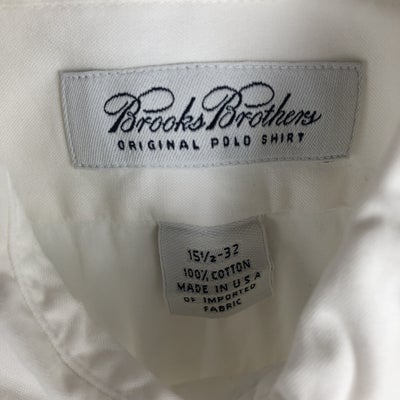 Brooks Brothers
ORIGINAL POLO SHIRT
15½-32
100% COTTON
MADE IN U S A
OF IMPORTED
FABRIC